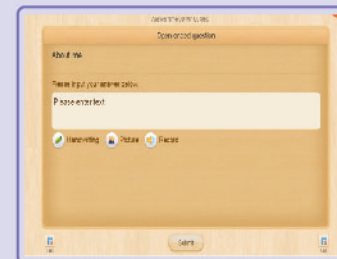 Open-ended question
About me
Please input your answer below
Please enter text
Handwriting Picture Record
Submit